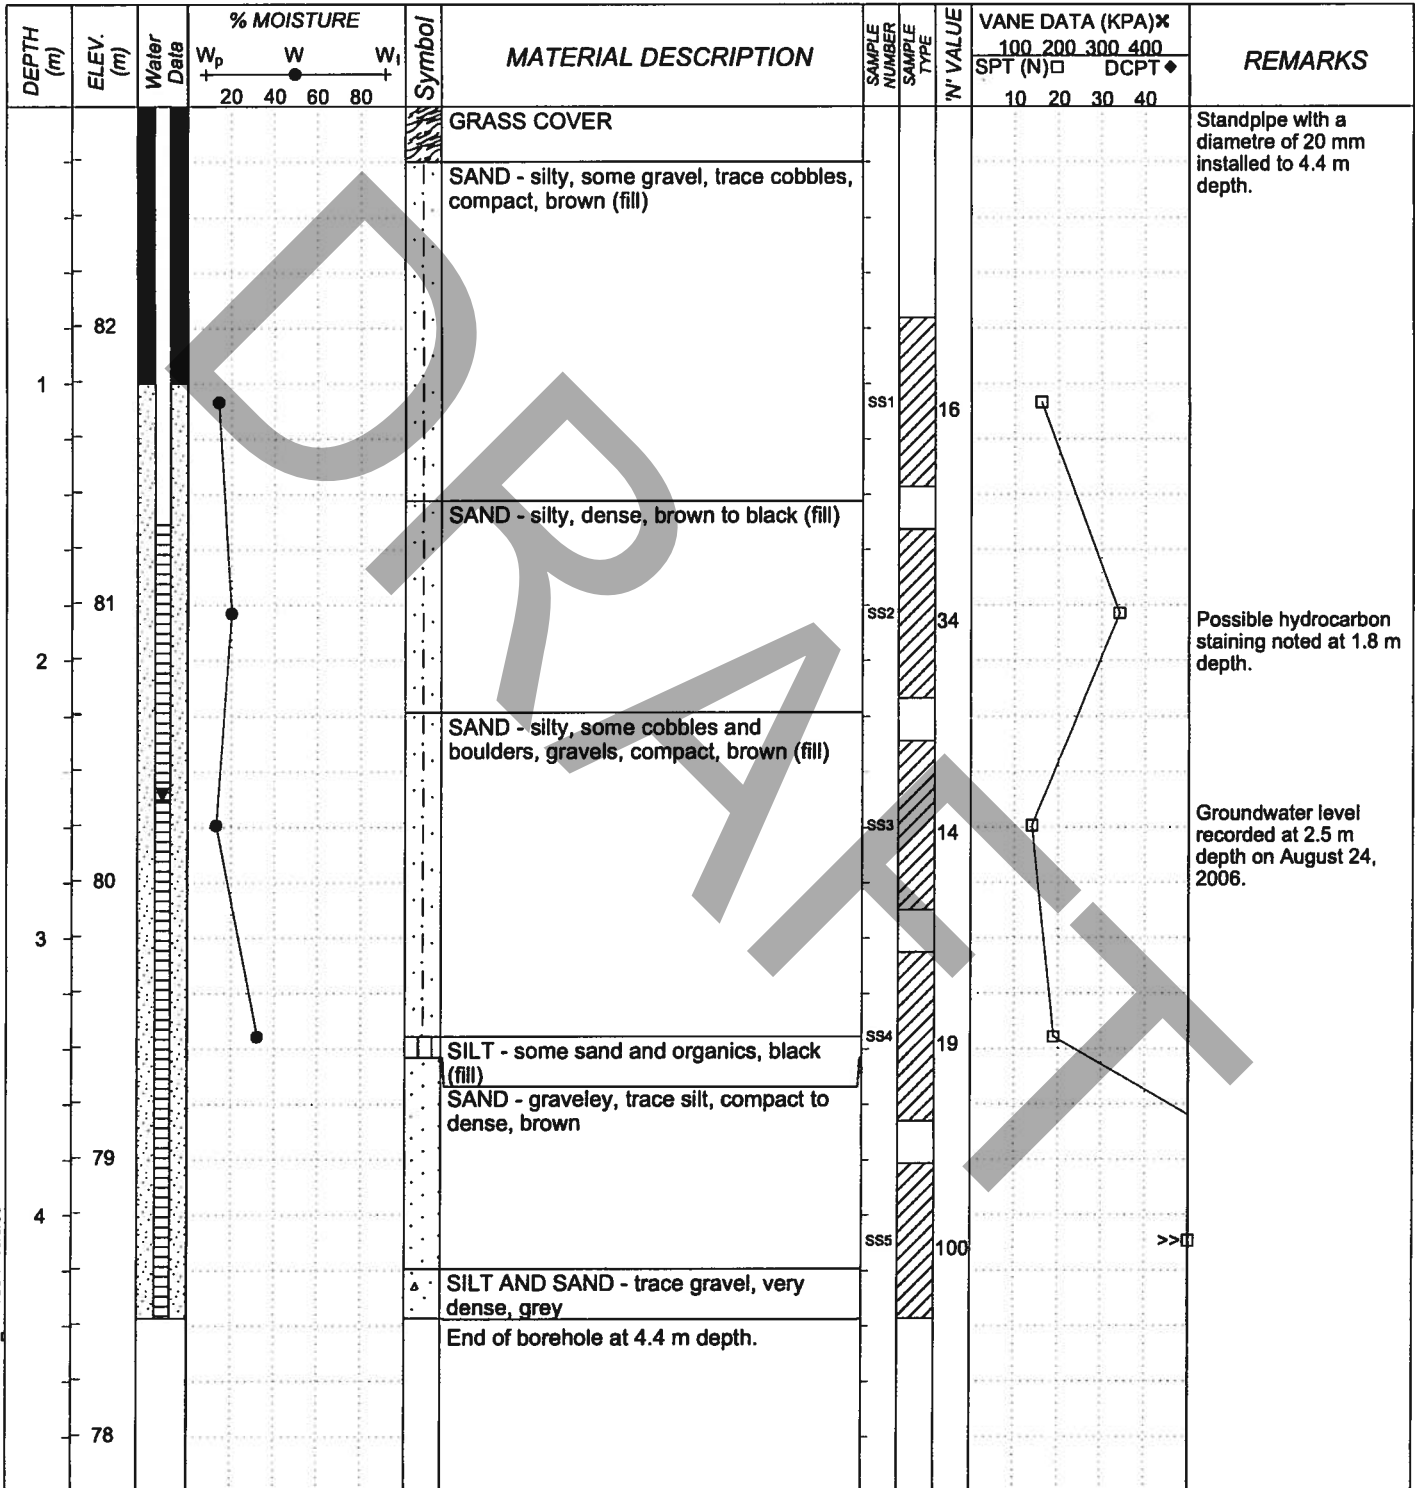 DEPTH (m)
ELEV. (m)
Water Data
% MOISTURE
Wp W Wl
20 40 60 80
Symbol
MATERIAL DESCRIPTION
SAMPLE NUMBER
SAMPLE TYPE
'N' VALUE
VANE DATA (KPA)×
100 200 300 400
SPT (N)□ DCPT◆
10 20 30 40
REMARKS
GRASS COVER
Standpipe with a
diametre of 20 mm
installed to 4.4 m
depth.
SAND - silty, some gravel, trace cobbles,
compact, brown (fill)
82
1
SS1
16
SAND - silty, dense, brown to black (fill)
81
SS2
34
Possible hydrocarbon
staining noted at 1.8 m
depth.
2
SAND - silty, some cobbles and
boulders, gravels, compact, brown (fill)
Groundwater level
recorded at 2.5 m
depth on August 24,
2006.
SS3
14
80
3
SS4
19
SILT - some sand and organics, black
(fill)
SAND - graveley, trace silt, compact to
dense, brown
79
4
SS5
100
>>
SILT AND SAND - trace gravel, very
dense, grey
End of borehole at 4.4 m depth.
78
DRAFT